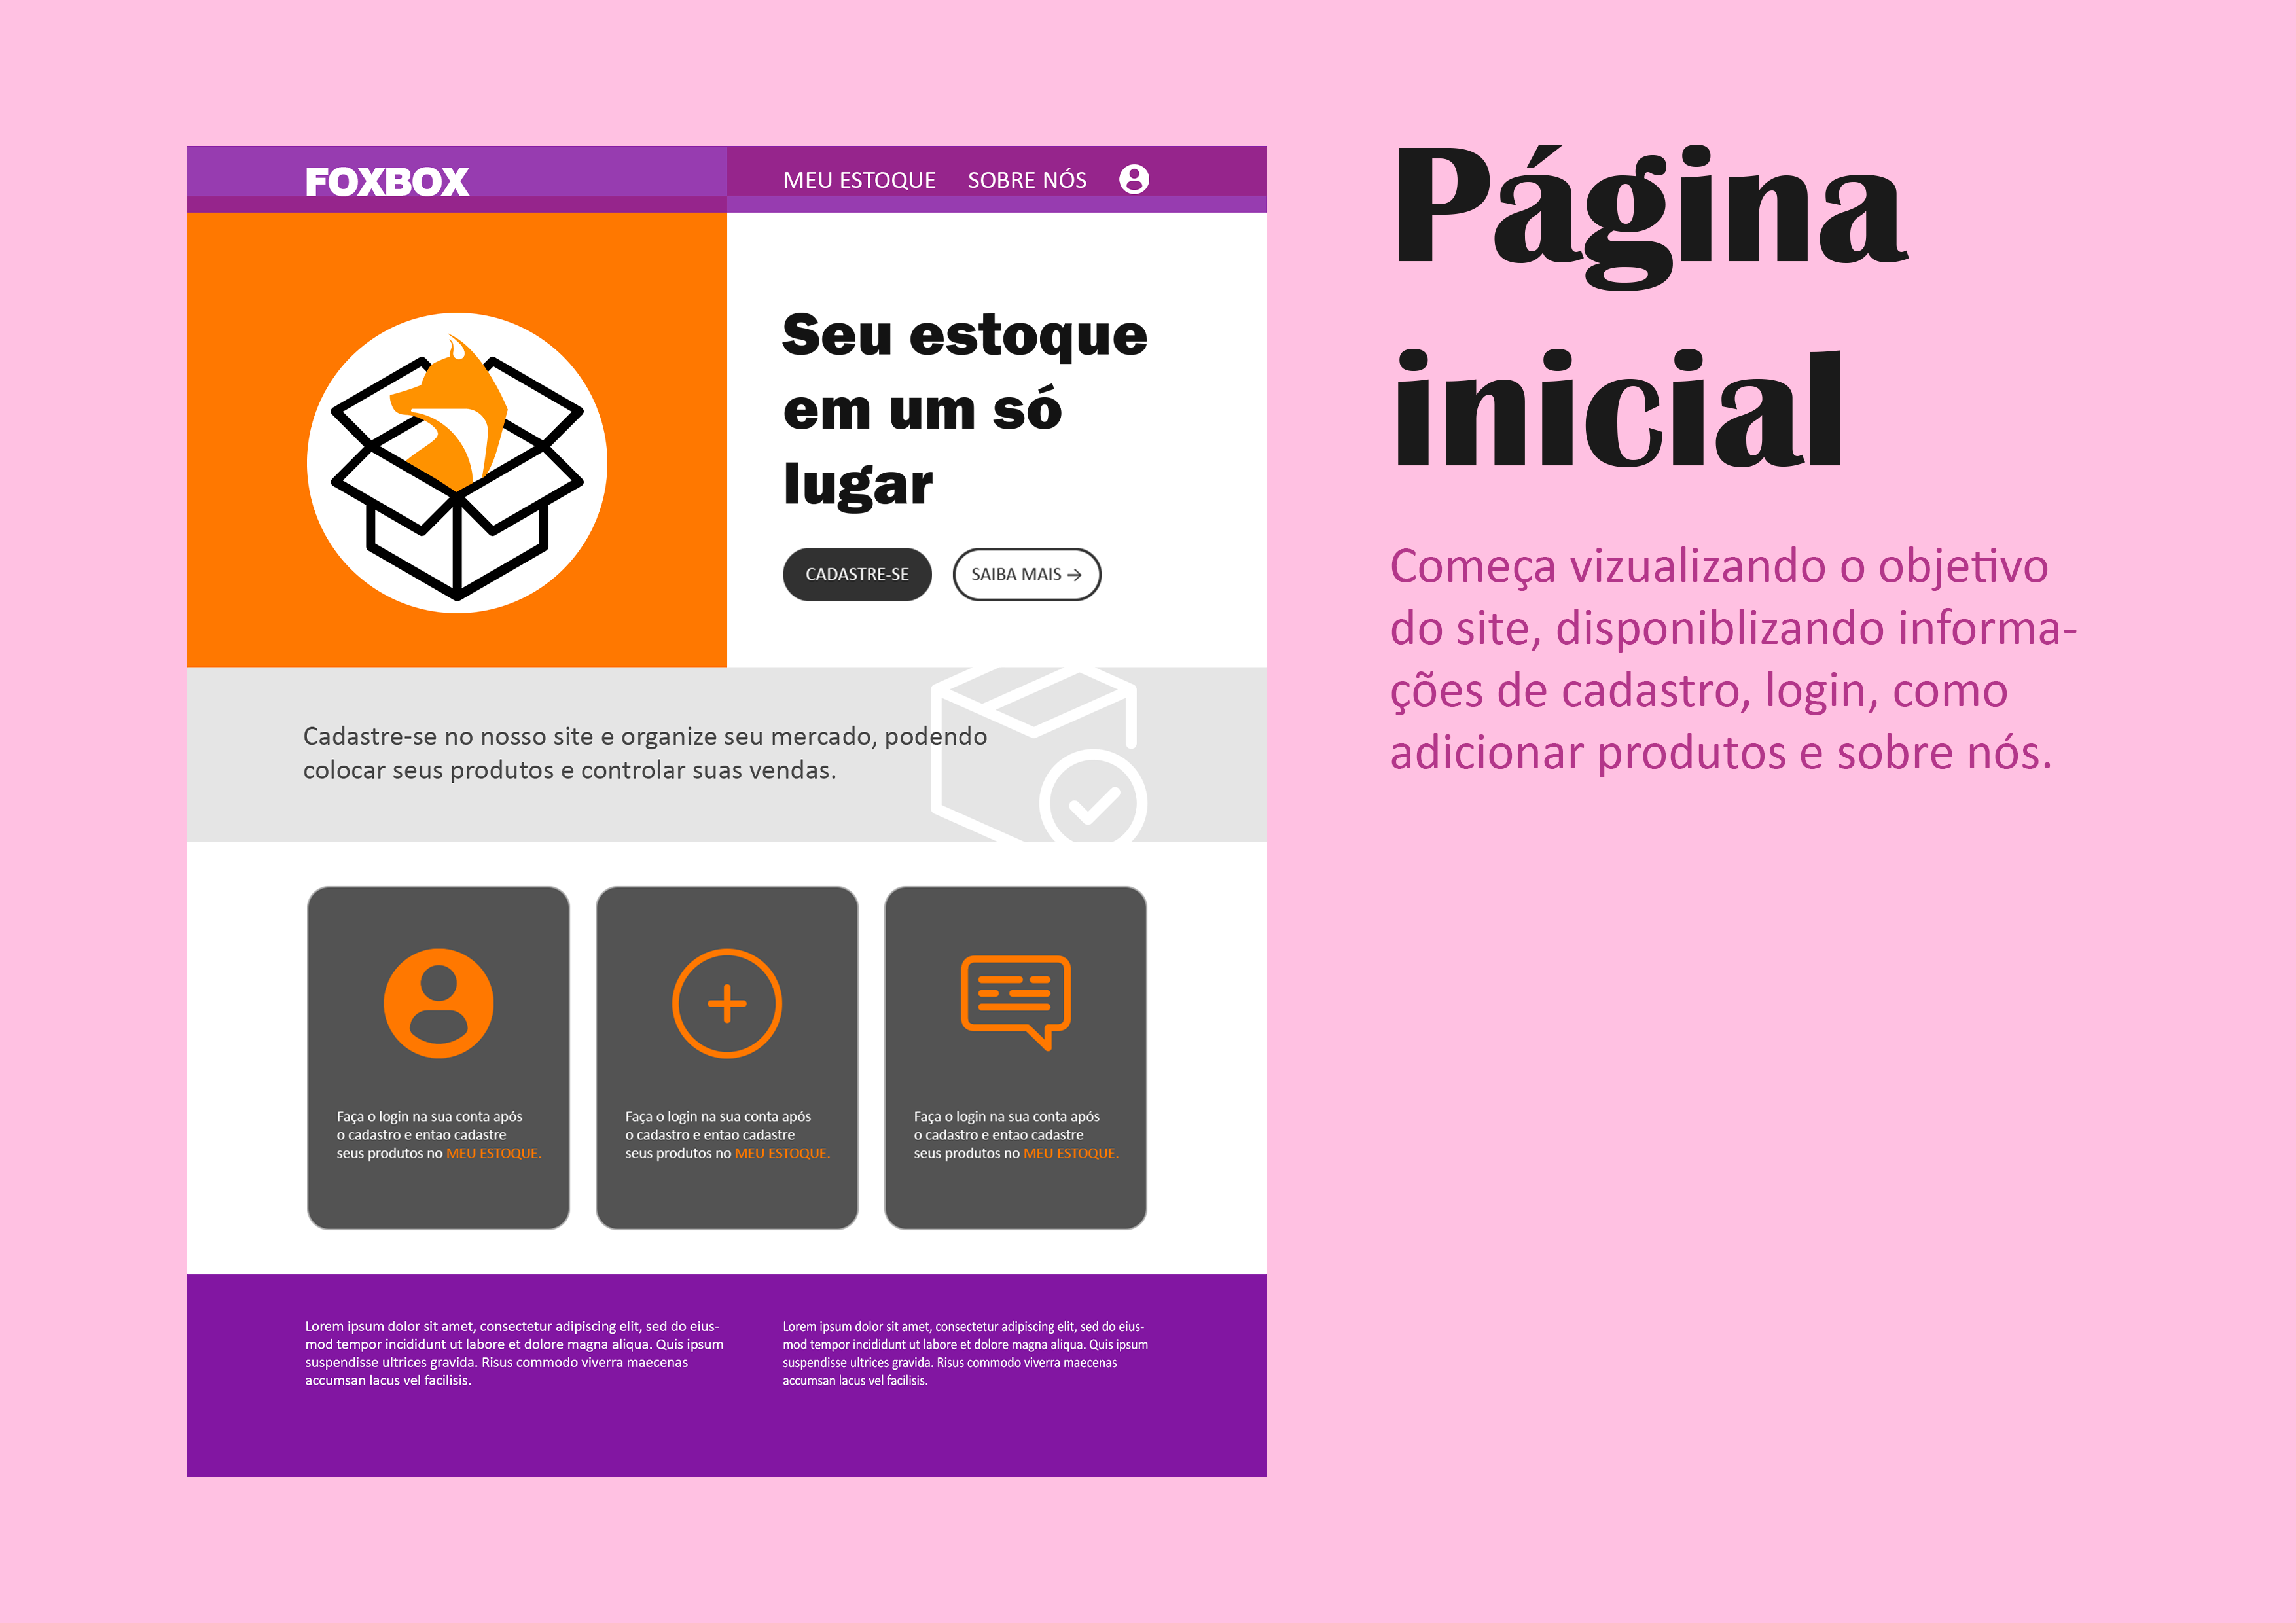 FOXBOX
MEU ESTOQUE SOBRE NÓS
Seu estoque
em um só
lugar
CADASTRE-SE SAIBA MAIS →
Cadastre-se no nosso site e organize seu mercado, podendo
colocar seus produtos e controlar suas vendas.
Faça o login na sua conta após
o cadastro e entao cadastre
seus produtos no MEU ESTOQUE.
Faça o login na sua conta após
o cadastro e entao cadastre
seus produtos no MEU ESTOQUE.
Faça o login na sua conta após
o cadastro e entao cadastre
seus produtos no MEU ESTOQUE.
Lorem ipsum dolor sit amet, consectetur adipiscing elit, sed do eius-
mod tempor incididunt ut labore et dolore magna aliqua. Quis ipsum
suspendisse ultrices gravida. Risus commodo viverra maecenas
accumsan lacus vel facilisis.
Lorem ipsum dolor sit amet, consectetur adipiscing elit, sed do eius-
mod tempor incididunt ut labore et dolore magna aliqua. Quis ipsum
suspendisse ultrices gravida. Risus commodo viverra maecenas
accumsan lacus vel facilisis.
Página
inicial
Começa vizualizando o objetivo
do site, disponiblizando informa-
ções de cadastro, login, como
adicionar produtos e sobre nós.